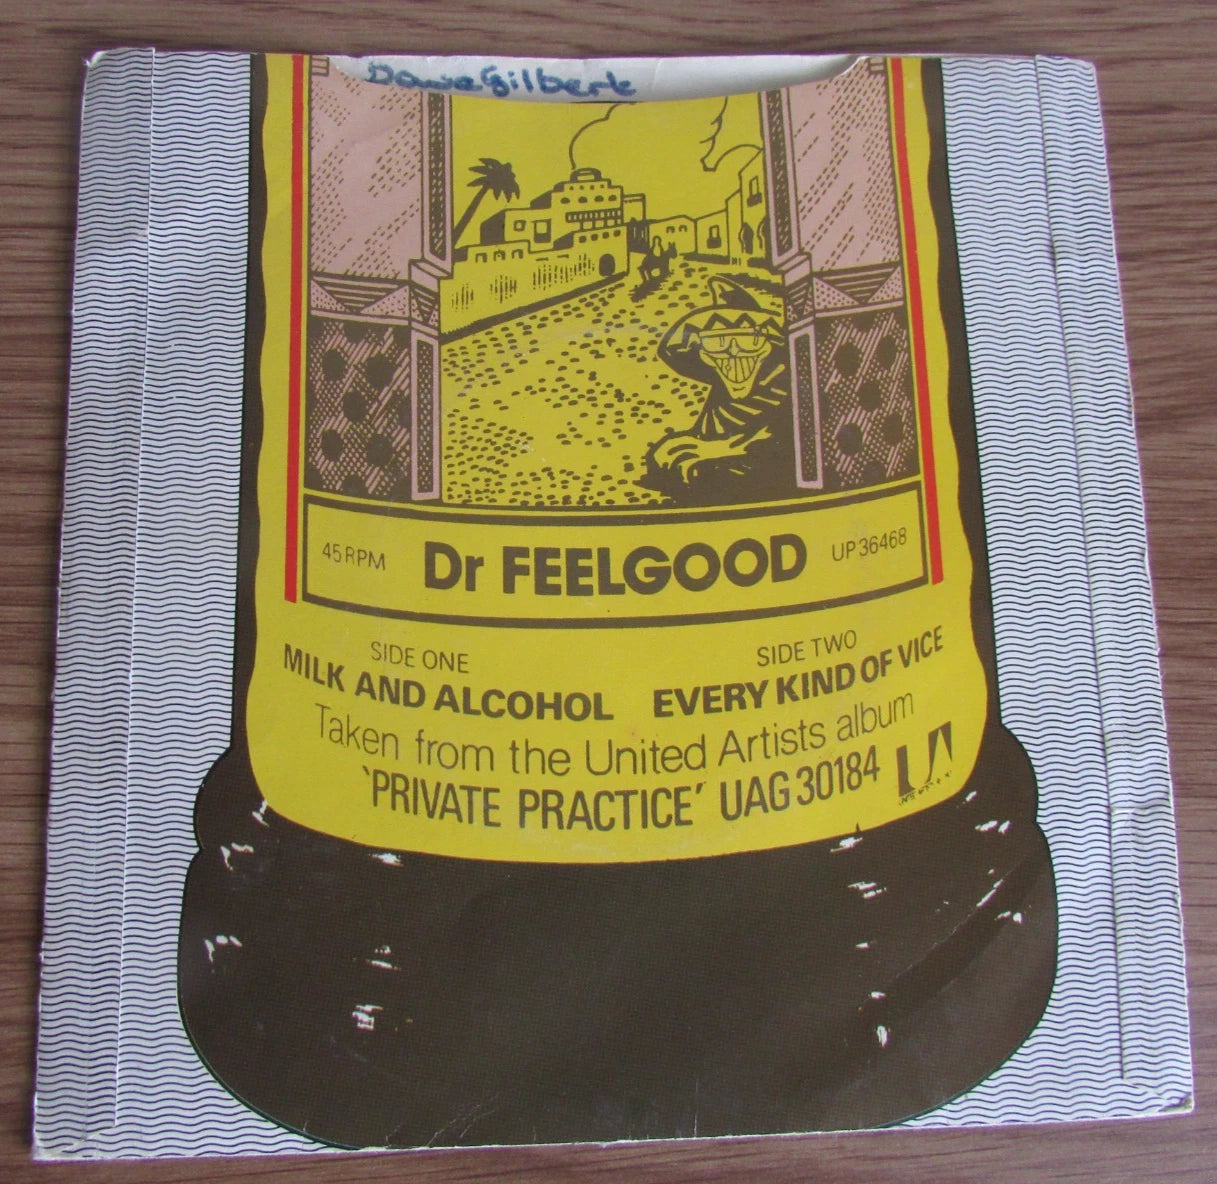 Dave Gilbert
45 RPM Dr FEELGOOD UP 36468
SIDE ONE
MILK AND ALCOHOL
SIDE TWO
EVERY KIND OF VICE
Taken from the United Artists album
'PRIVATE PRACTICE' UAG 30184 UA